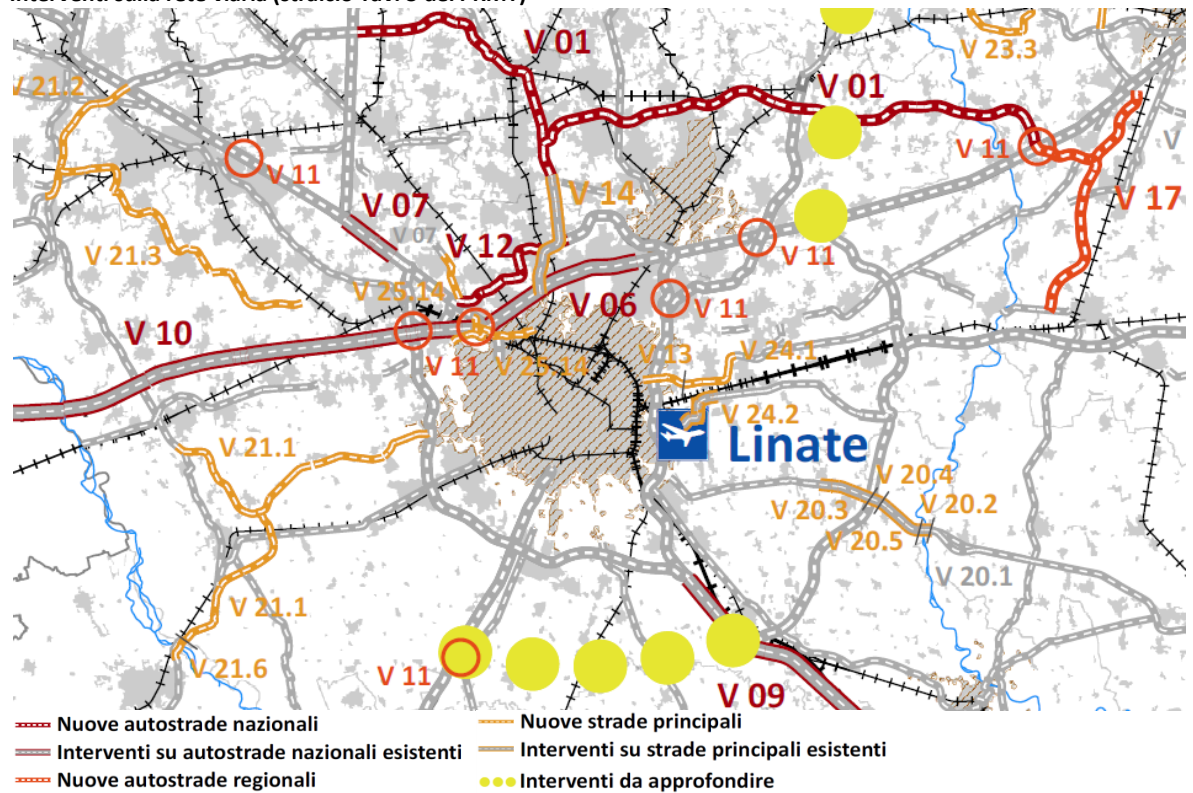 V 01
V 23.3
V 21.2
V 01
V 11
V
V 11
V 14
V 17
V 07
V 07
V 12
V 21.3
V 11
V 25.14
V 06
V 11
V 10
V 13
V 24.1
V 11
V 25.14
V 24.2
Linate
V 21.1
V 20.4
V 20.3
V 20.2
V 20.5
V 20.1
V 21.1
V 21.6
V 11
V 09
Nuove autostrade nazionali
Nuove strade principali
Interventi su autostrade nazionali esistenti
Interventi su strade principali esistenti
Nuove autostrade regionali
Interventi da approfondire